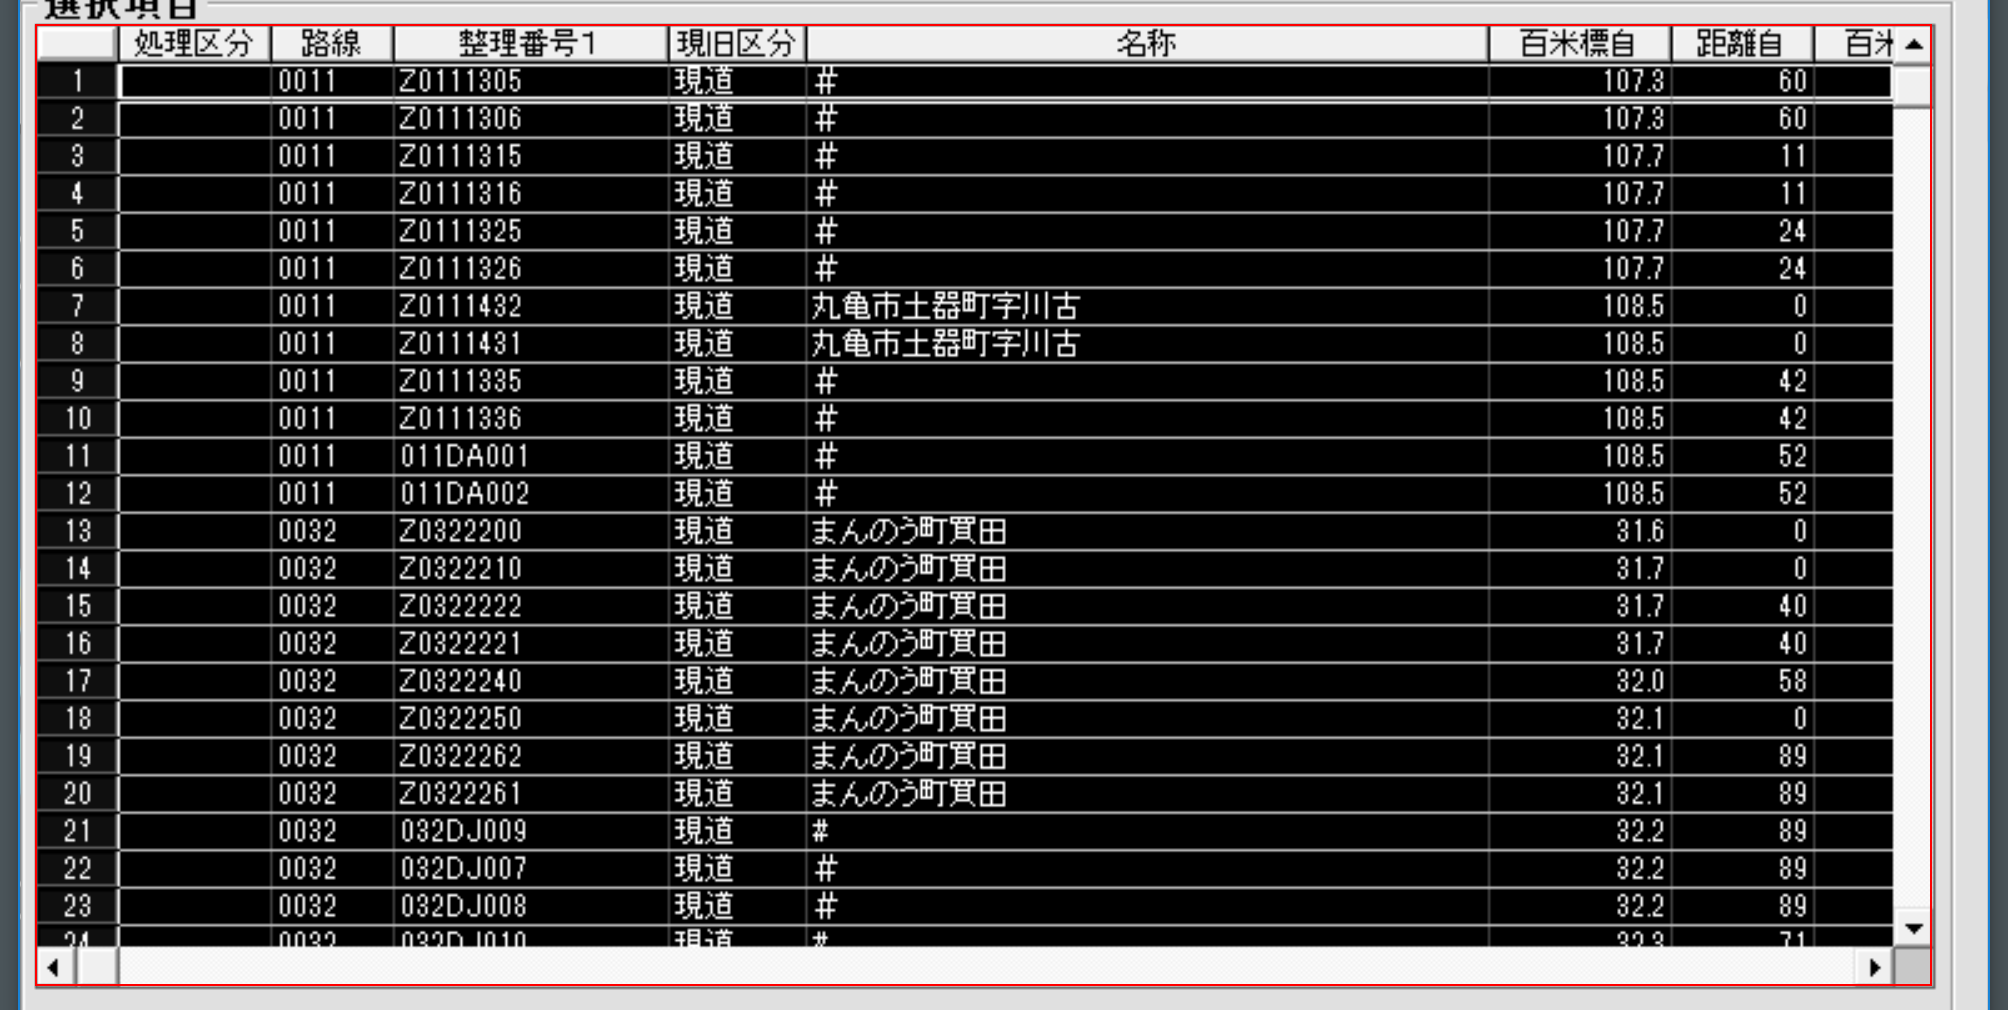 選択項目
処理区分 路線 整理番号1 現旧区分 名称 百米標自 距離自 百米
1 0011 Z0111305 現道 ＃ 107.3 60
2 0011 Z0111306 現道 ＃ 107.3 60
3 0011 Z0111315 現道 ＃ 107.7 11
4 0011 Z0111316 現道 ＃ 107.7 11
5 0011 Z0111325 現道 ＃ 107.7 24
6 0011 Z0111326 現道 ＃ 107.7 24
7 0011 Z0111432 現道 丸亀市土器町字川古 108.5 0
8 0011 Z0111431 現道 丸亀市土器町字川古 108.5 0
9 0011 Z0111335 現道 ＃ 108.5 42
10 0011 Z0111336 現道 ＃ 108.5 42
11 0011 011DA001 現道 ＃ 108.5 52
12 0011 011DA002 現道 ＃ 108.5 52
13 0032 Z0322200 現道 まんのう町買田 31.6 0
14 0032 Z0322210 現道 まんのう町買田 31.7 0
15 0032 Z0322222 現道 まんのう町買田 31.7 40
16 0032 Z0322221 現道 まんのう町買田 31.7 40
17 0032 Z0322240 現道 まんのう町買田 32.0 58
18 0032 Z0322250 現道 まんのう町買田 32.1 0
19 0032 Z0322262 現道 まんのう町買田 32.1 89
20 0032 Z0322261 現道 まんのう町買田 32.1 89
21 0032 032DJ009 現道 # 32.2 89
22 0032 032DJ007 現道 ＃ 32.2 89
23 0032 032DJ008 現道 ＃ 32.2 89
24 0032 032DJ010 現道 # 32.3 71